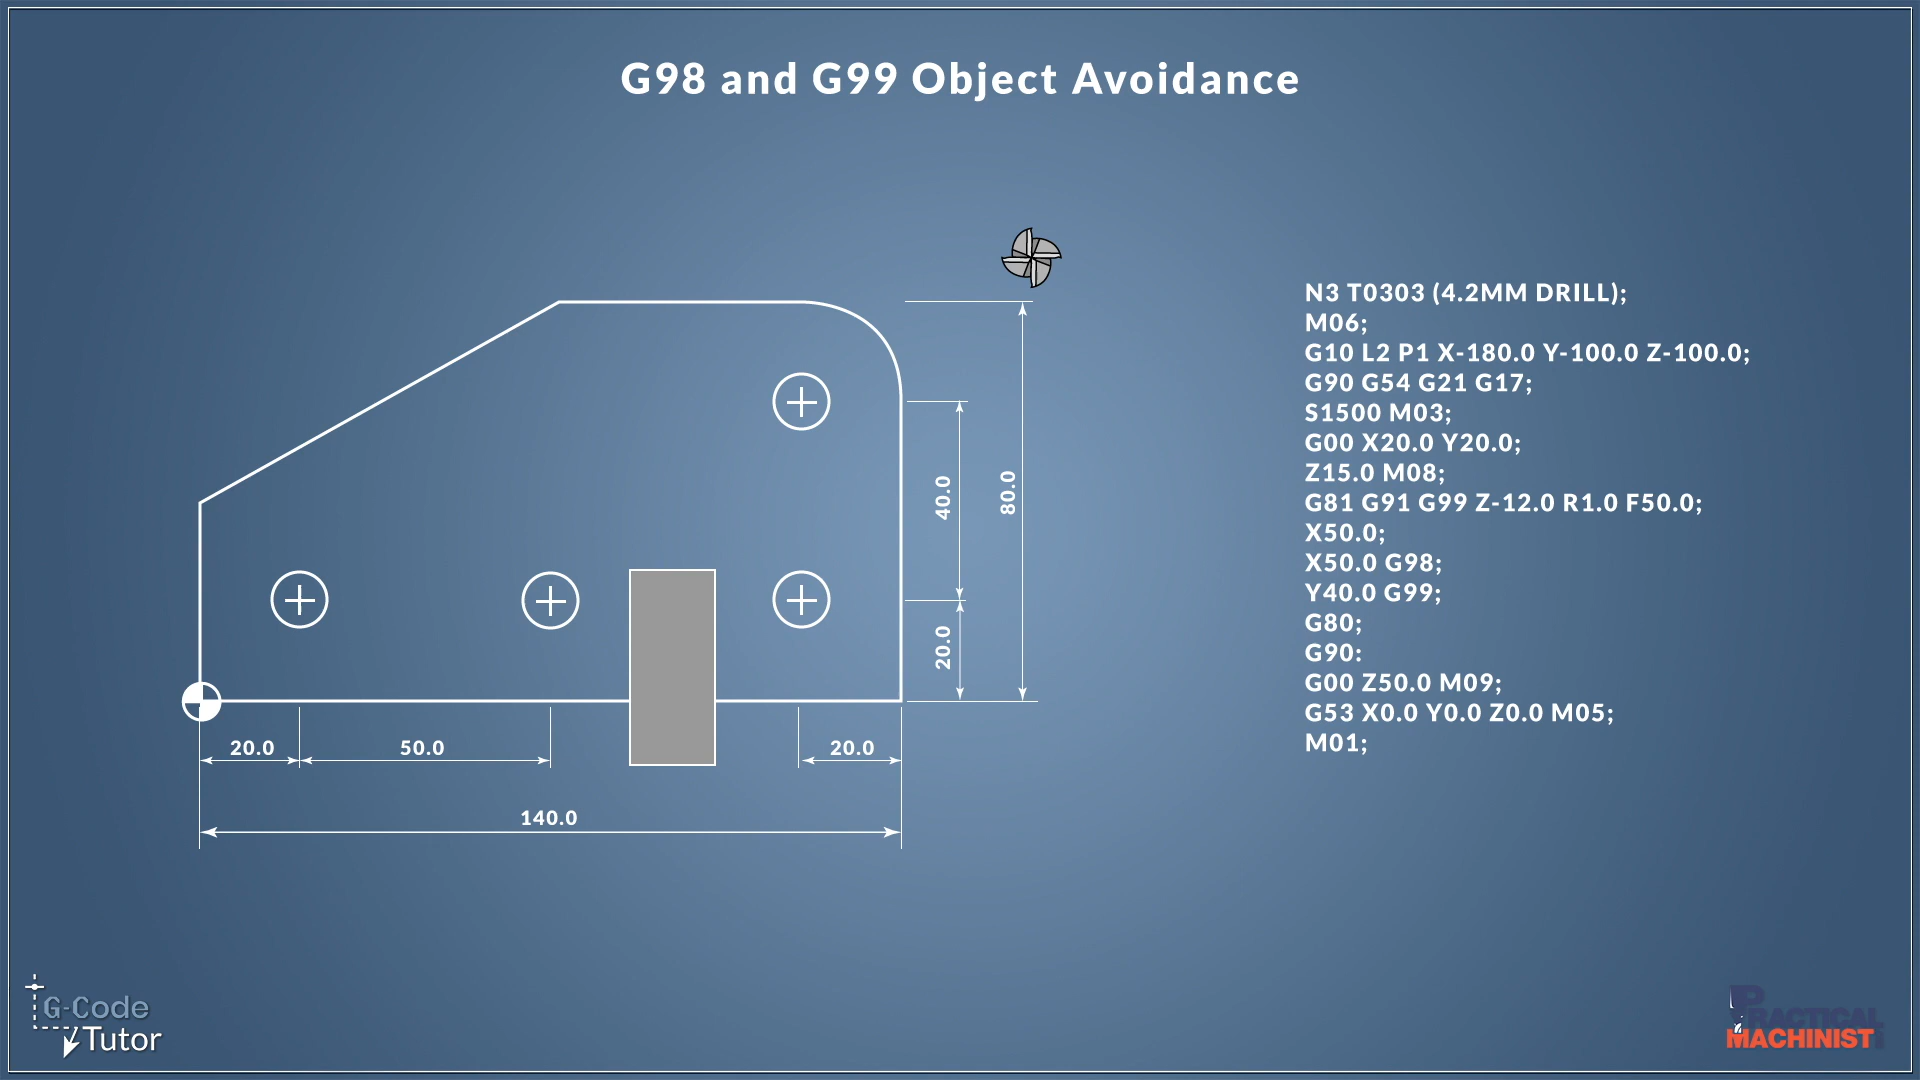 G98 and G99 Object Avoidance
N3 T0303 (4.2MM DRILL);
M06;
G10 L2 P1 X-180.0 Y-100.0 Z-100.0;
G90 G54 G21 G17;
S1500 M03;
G00 X20.0 Y20.0;
Z15.0 M08;
G81 G91 G99 Z-12.0 R1.0 F50.0;
X50.0;
X50.0 G98;
Y40.0 G99;
G80;
G90:
G00 Z50.0 M09;
G53 X0.0 Y0.0 Z0.0 M05;
M01;
40.0
80.0
20.0
20.0
50.0
20.0
140.0
G-Code
Tutor
PRACTICAL
MACHINIST